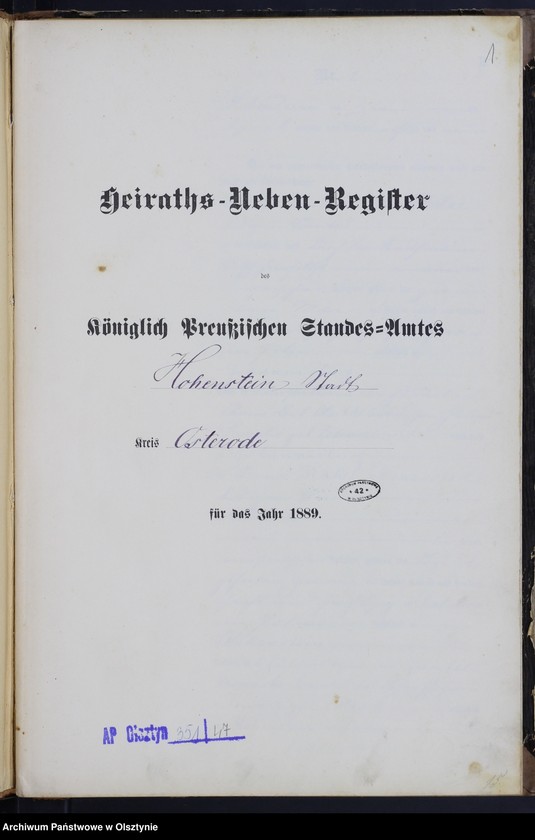 1.
Heiraths-Neben-Register
des
Königlich Preußischen Standes-Amtes
Hohenstein Stadt
Kreis Osterode
* 42 *
für das Jahr 1889.
AP Olsztyn 351/47
Archiwum Państwowe w Olsztynie